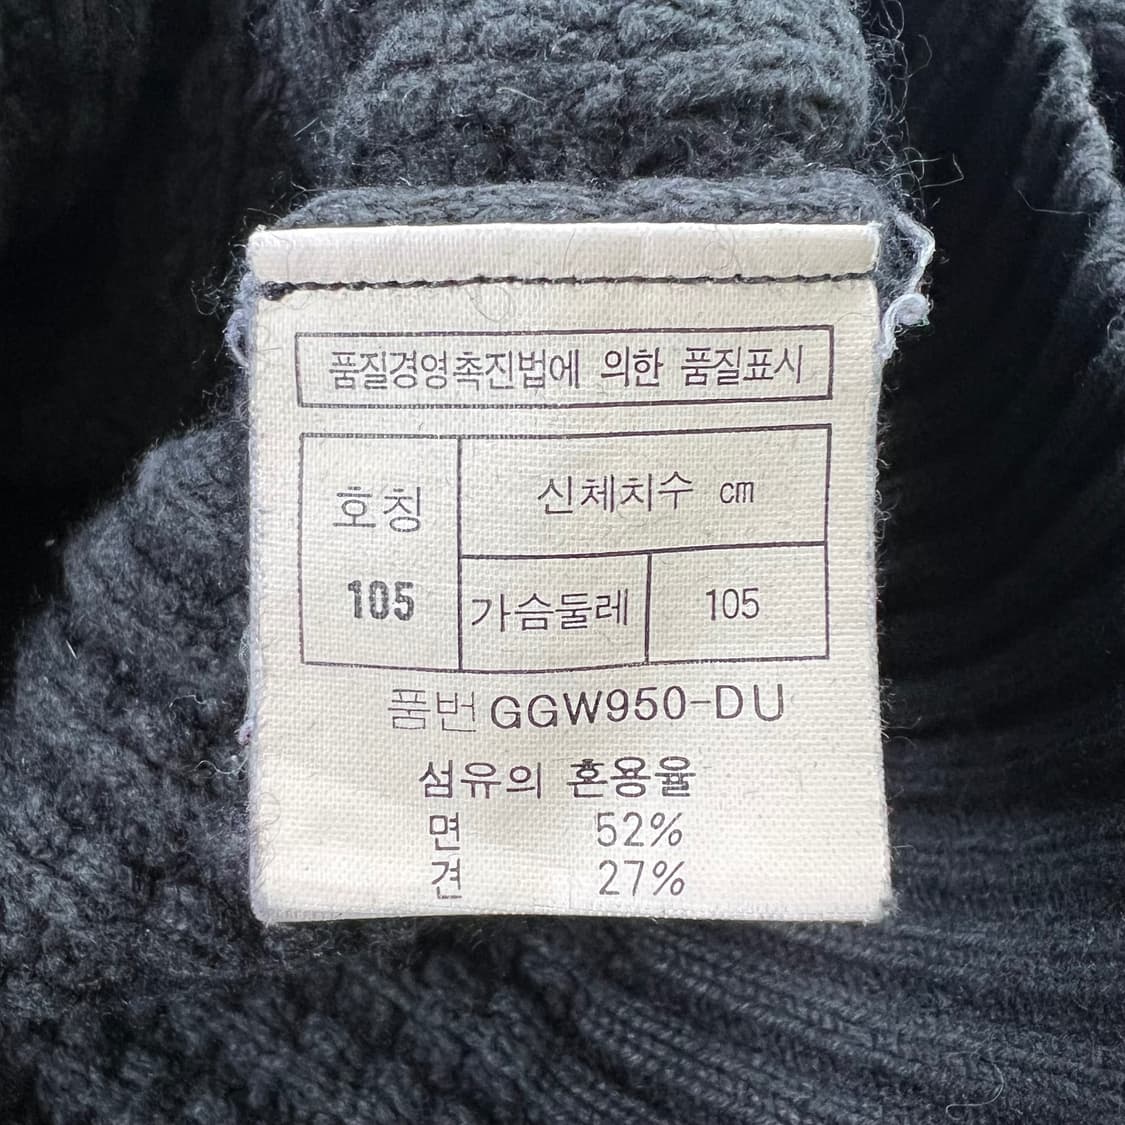 품질경영촉진법에 의한 품질표시
호칭
신체치수 cm
105
가슴둘레 105
품번 GGW950-DU
섬유의 혼용율
면 52%
견 27%